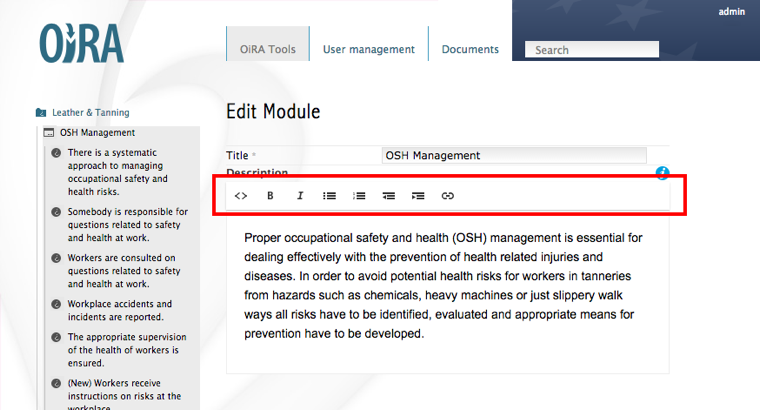 admin
OiRA
OiRA Tools
User management
Documents
Search
Leather & Tanning
OSH Management
There is a systematic
approach to managing
occupational safety and
health risks.
Somebody is responsible for
questions related to safety
and health at work.
Workers are consulted on
questions related to safety
and health at work.
Workplace accidents and
incidents are reported.
The appropriate supervision
of the health of workers is
ensured.
(New) Workers receive
instructions on risks at the
workplace
Edit Module
Title *
OSH Management
Description
i
<> B I
Proper occupational safety and health (OSH) management is essential for
dealing effectively with the prevention of health related injuries and
diseases. In order to avoid potential health risks for workers in tanneries
from hazards such as chemicals, heavy machines or just slippery walk
ways all risks have to be identified, evaluated and appropriate means for
prevention have to be developed.